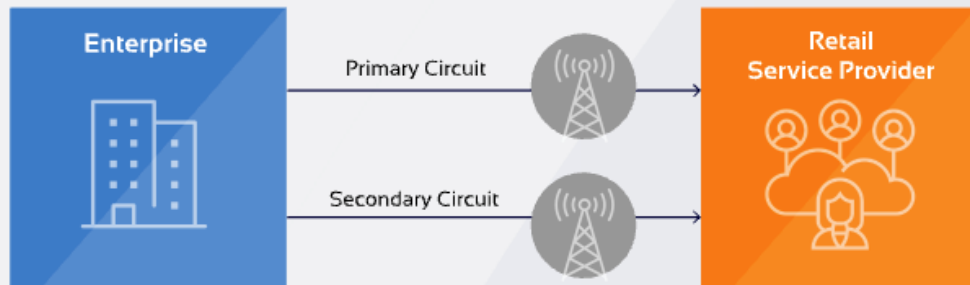 Enterprise
Primary Circuit
Secondary Circuit
Retail
Service Provider